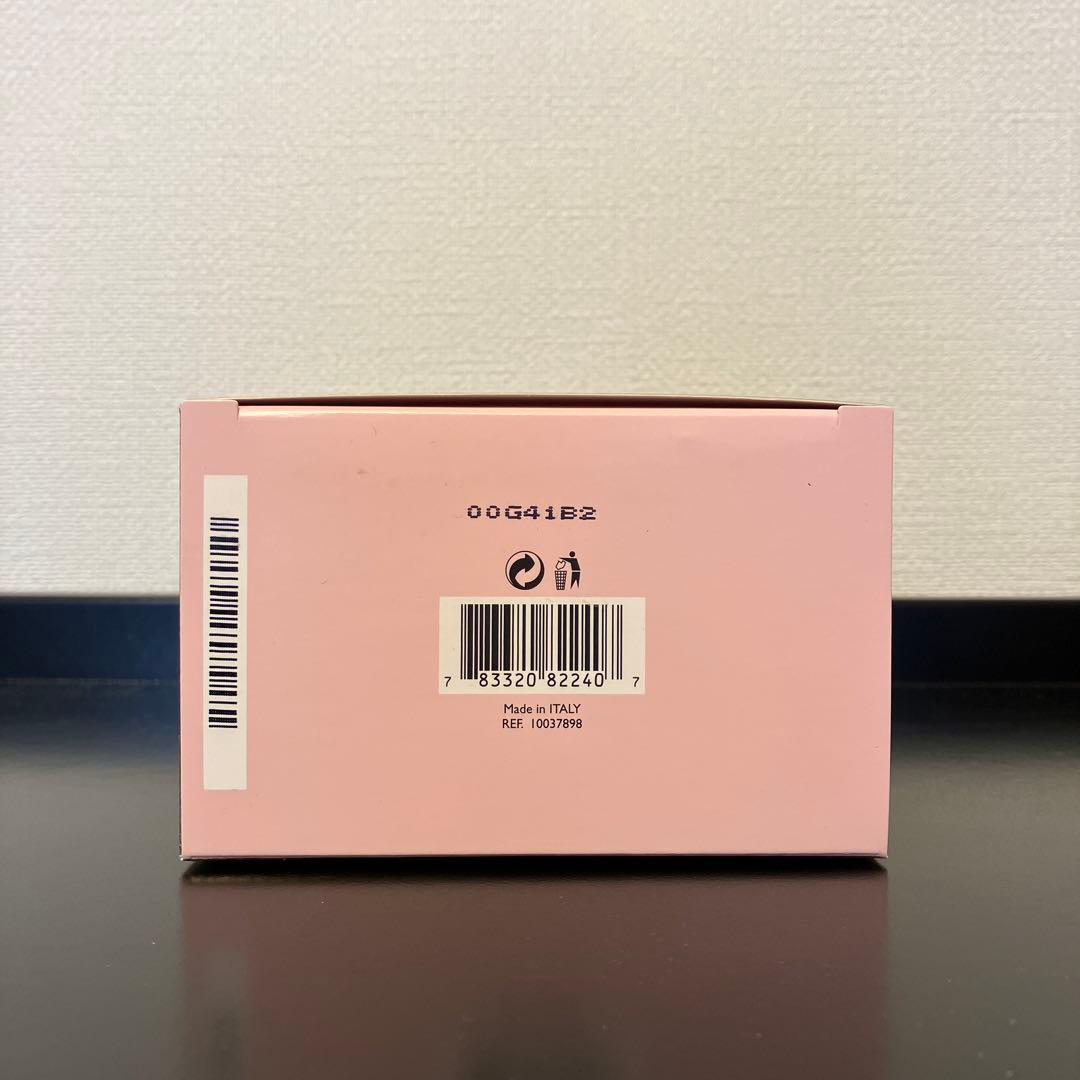 00G41B2
7 83320 82240 7
Made in ITALY
REF. 10037898